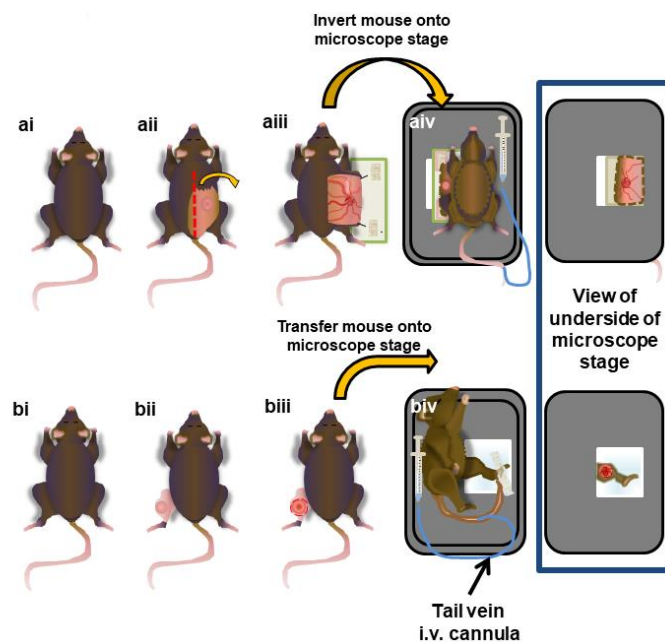 Invert mouse onto
microscope stage
ai
aii
aiii
aiv
View of
underside of
microscope
stage
Transfer mouse onto
microscope stage
bi
bii
biii
biv
Tail vein
i.v. cannula